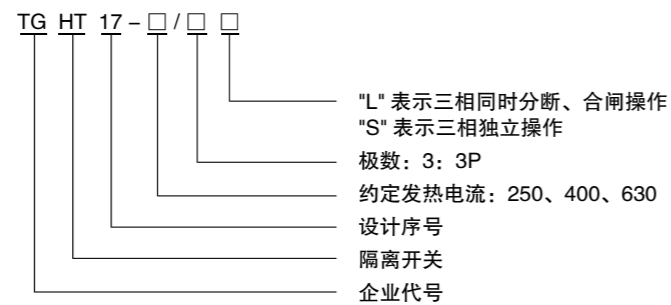 TG HT 17 – □ / □ □
"L" 表示三相同时分断、合闸操作
"S" 表示三相独立操作
极数：3：3P
约定发热电流：250、400、630
设计序号
隔离开关
企业代号